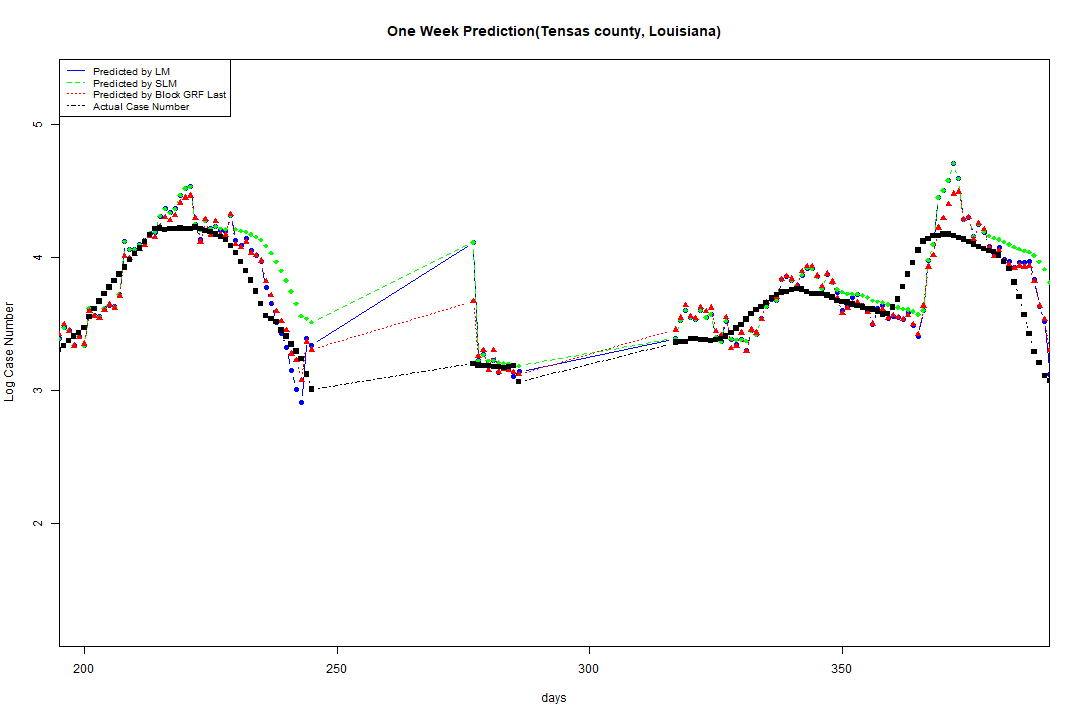 One Week Prediction(Tensas county, Louisiana)
Predicted by LM
Predicted by SLM
Predicted by Block GRF Last
Actual Case Number
5
4
3
2
Log Case Number
200 250 300 350
days